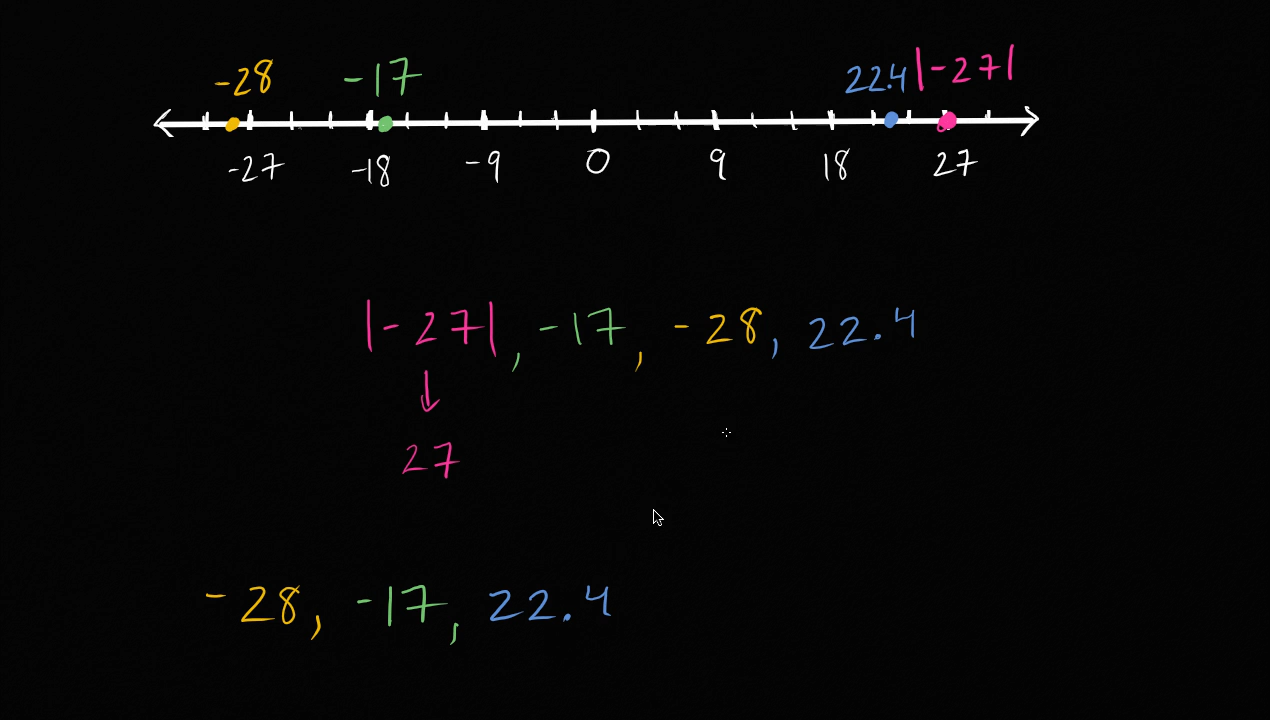 -28 -17 22.4 |-27|
-27 -18 -9 0 9 18 27
|-27|, -17, -28, 22.4
↓
27
-28, -17, 22.4